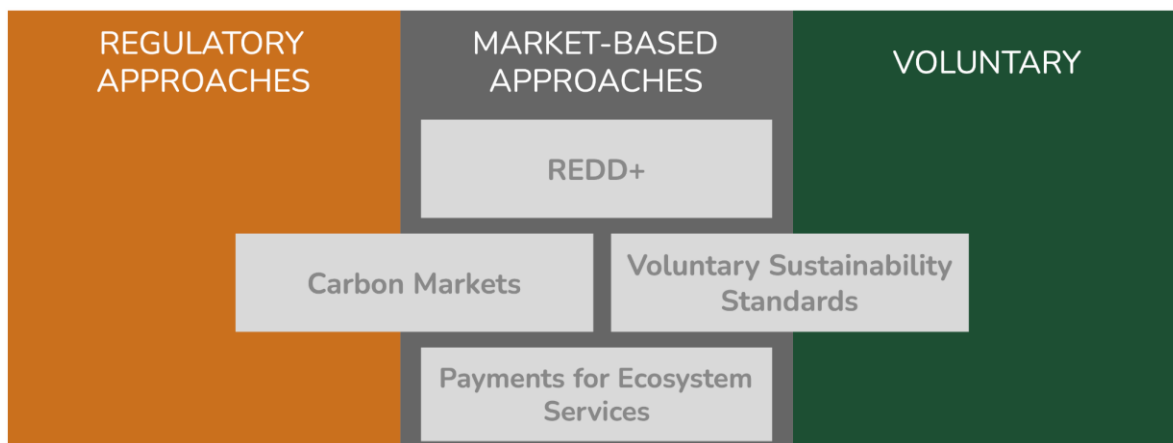 REGULATORY
APPROACHES
MARKET-BASED
APPROACHES
VOLUNTARY
REDD+
Carbon Markets
Voluntary Sustainability
Standards
Payments for Ecosystem
Services